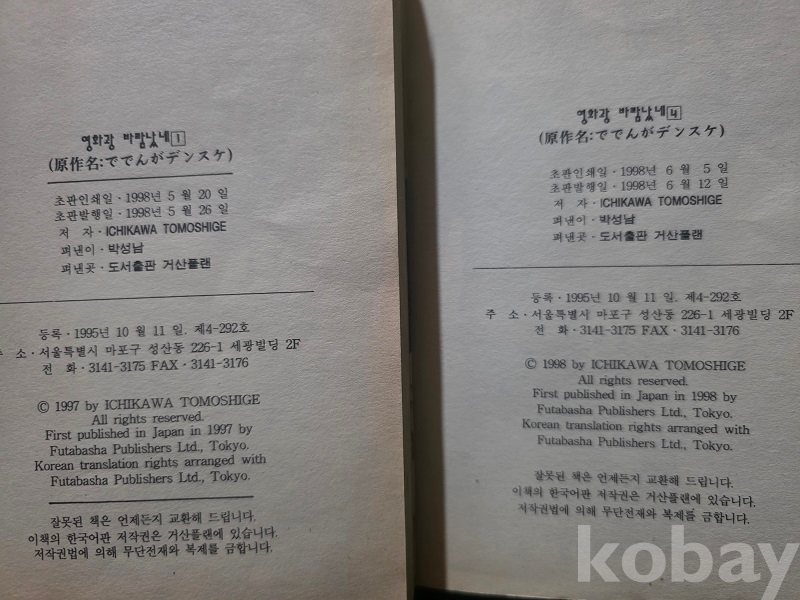 영화광 바람났네 1
(原作名:ででんがデンスケ)
초판인쇄일·1998년 5 월 20 일
초판발행일·1998년 5 월 26 일
저 자·ICHIKAWA TOMOSHIGE
펴낸이·박성남
펴낸곳·도서출판 거산플랜
등록·1995년 10 월 11 일. 제4-292호
주 소·서울특별시 마포구 성산동 226-1 세광빌딩 2F
전 화·3141-3175 FAX·3141-3176
© 1997 by ICHIKAWA TOMOSHIGE
All rights reserved.
First published in Japan in 1997 by
Futabasha Publishers Ltd., Tokyo.
Korean translation rights arranged with
Futabasha Publishers Ltd., Tokyo.
잘못된 책은 언제든지 교환해 드립니다.
이책의 한국어판 저작권은 거산플랜에 있습니다.
저작권법에 의해 무단전재와 복제를 금합니다.
영화광 바람났네 4
(原作名:ででんがデンスケ)
초판인쇄일·1998년 6 월 5 일
초판발행일·1998년 6 월 12 일
저 자·ICHIKAWA TOMOSHIGE
펴낸이·박성남
펴낸곳·도서출판 거산플랜
등록·1995년 10 월 11 일. 제4-292호
주 소·서울특별시 마포구 성산동 226-1 세광빌딩 2F
전 화·3141-3175 FAX·3141-3176
© 1998 by ICHIKAWA TOMOSHIGE
All rights reserved.
First published in Japan in 1998 by
Futabasha Publishers Ltd., Tokyo.
Korean translation rights arranged with
Futabasha Publishers Ltd., Tokyo.
잘못된 책은 언제든지 교환해 드립니다.
이책의 한국어판 저작권은 거산플랜에 있습니다.
저작권법에 의해 무단전재와 복제를 금합니다.
kobay